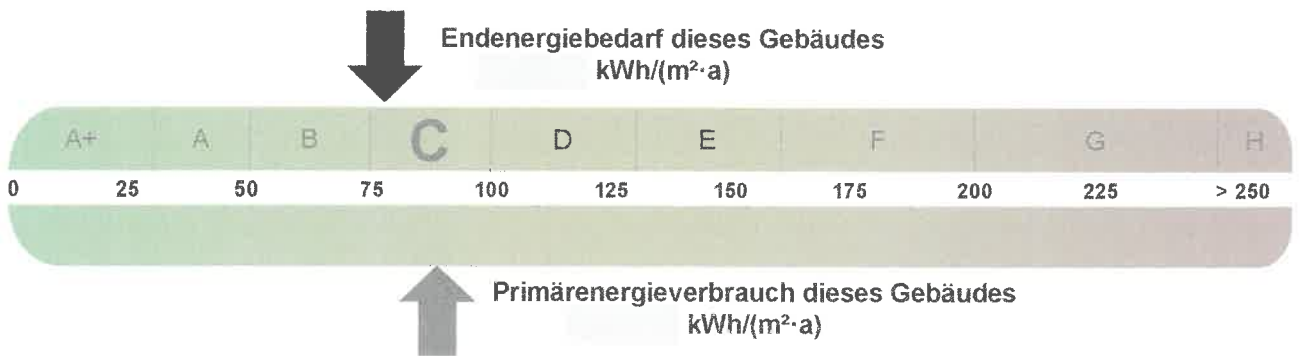 Endenergiebedarf dieses Gebäudes
kWh/(m²·a)
A+ A B C D E F G H
0 25 50 75 100 125 150 175 200 225 > 250
Primärenergieverbrauch dieses Gebäudes
kWh/(m²·a)